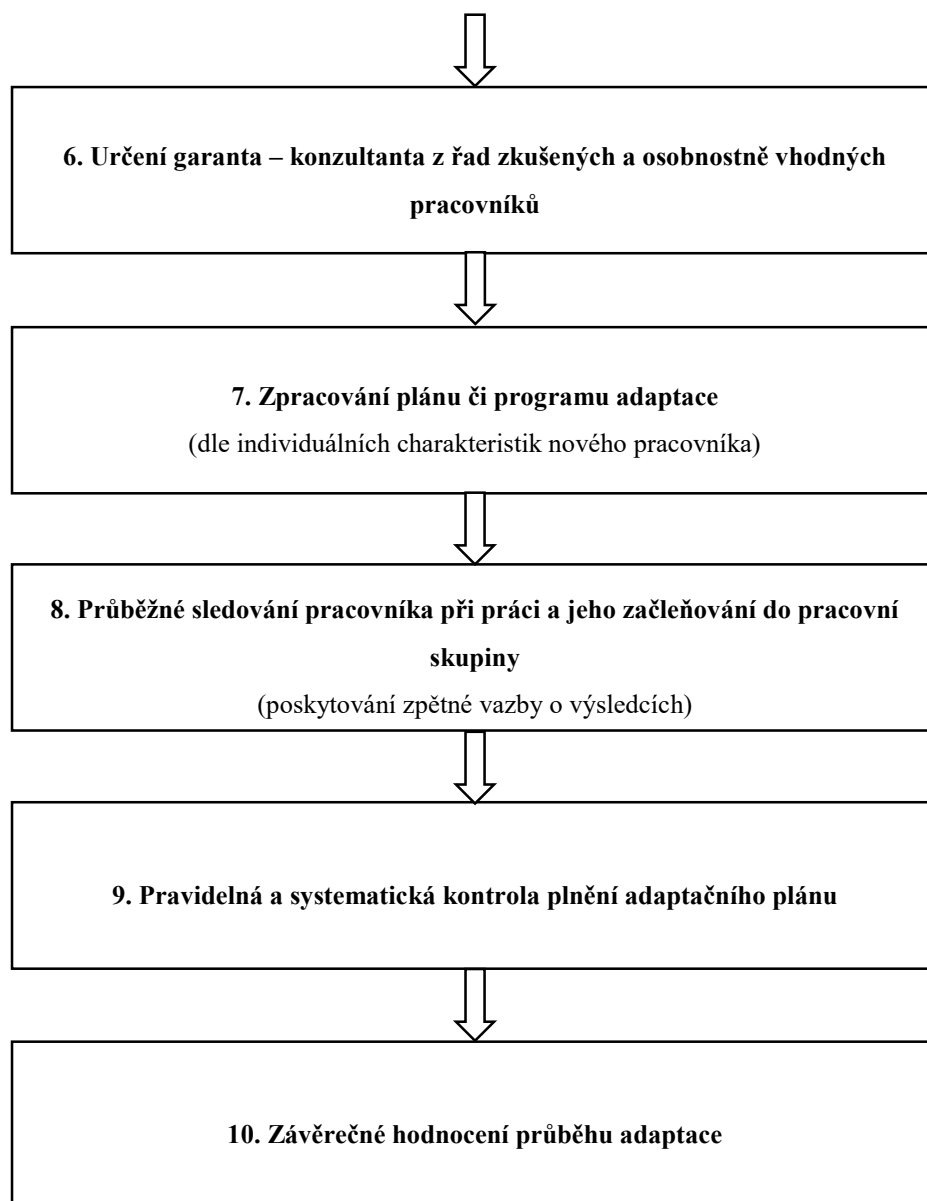 6. Určení garanta – konzultanta z řad zkušených a osobnostně vhodných
pracovníků
7. Zpracování plánu či programu adaptace
(dle individuálních charakteristik nového pracovníka)
8. Průběžné sledování pracovníka při práci a jeho začleňování do pracovní
skupiny
(poskytování zpětné vazby o výsledcích)
9. Pravidelná a systematická kontrola plnění adaptačního plánu
10. Závěrečné hodnocení průběhu adaptace